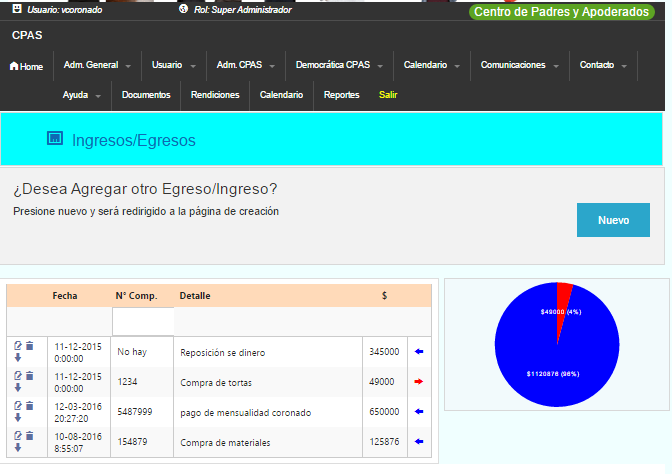 Usuario: vcoronado Rol: Super Administrador Centro de Padres y Apoderados
CPAS
Home Adm. General Usuario Adm. CPAS Democrática CPAS Calendario Comunicaciones Contacto
Ayuda Documentos Rendiciones Calendario Reportes Salir
Ingresos/Egresos
¿Desea Agregar otro Egreso/Ingreso?
Presione nuevo y será redirigido a la página de creación
Nuevo
Fecha N° Comp. Detalle $
11-12-2015 0:00:00 No hay Reposición se dinero 345000
11-12-2015 0:00:00 1234 Compra de tortas 49000
12-03-2016 20:27:20 5487999 pago de mensualidad coronado 650000
10-08-2016 8:55:07 154879 Compra de materiales 125876
$49000 (4%)
$1120876 (96%)